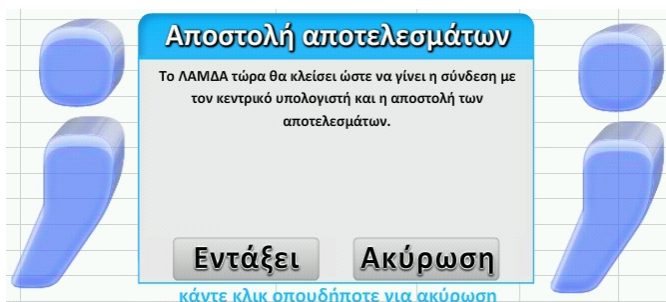 Αποστολή αποτελεσμάτων
Το ΛΑΜΔΑ τώρα θα κλείσει ώστε να γίνει η σύνδεση με
τον κεντρικό υπολογιστή και η αποστολή των
αποτελεσμάτων.
Εντάξει Ακύρωση
κάντε κλικ οπουδήποτε για ακύρωση